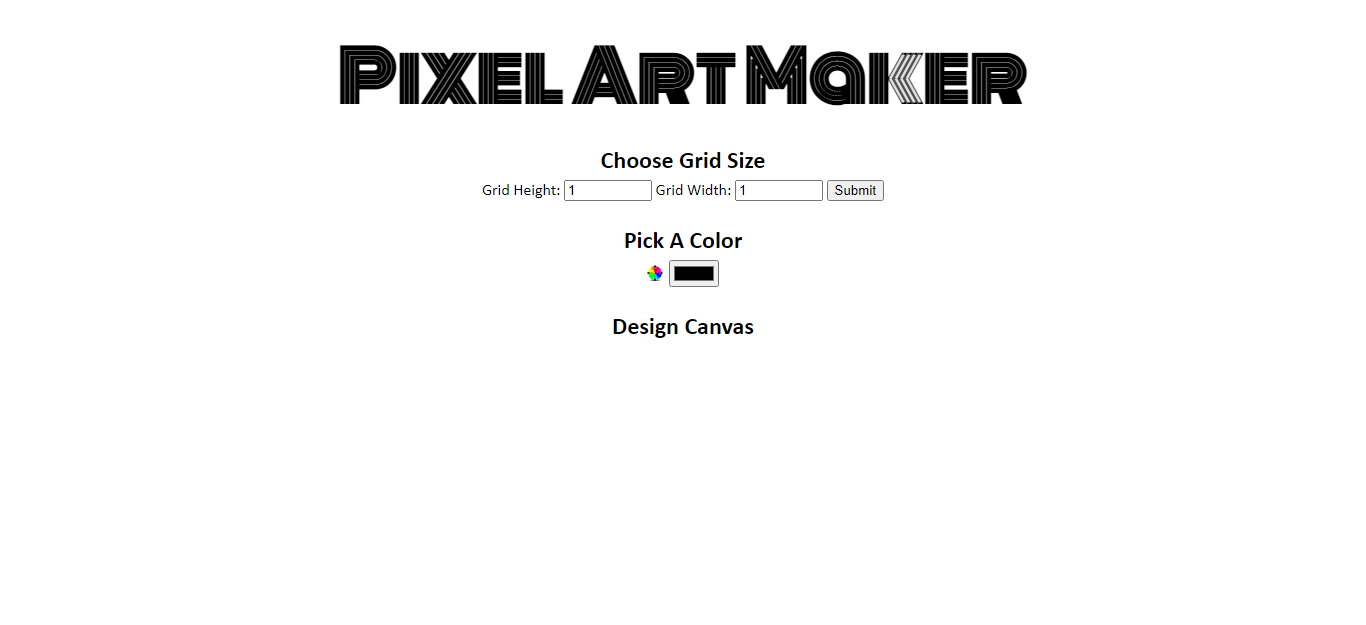 Pixel Art Maker
Choose Grid Size
Grid Height: 1 Grid Width: 1 Submit
Pick A Color
Design Canvas